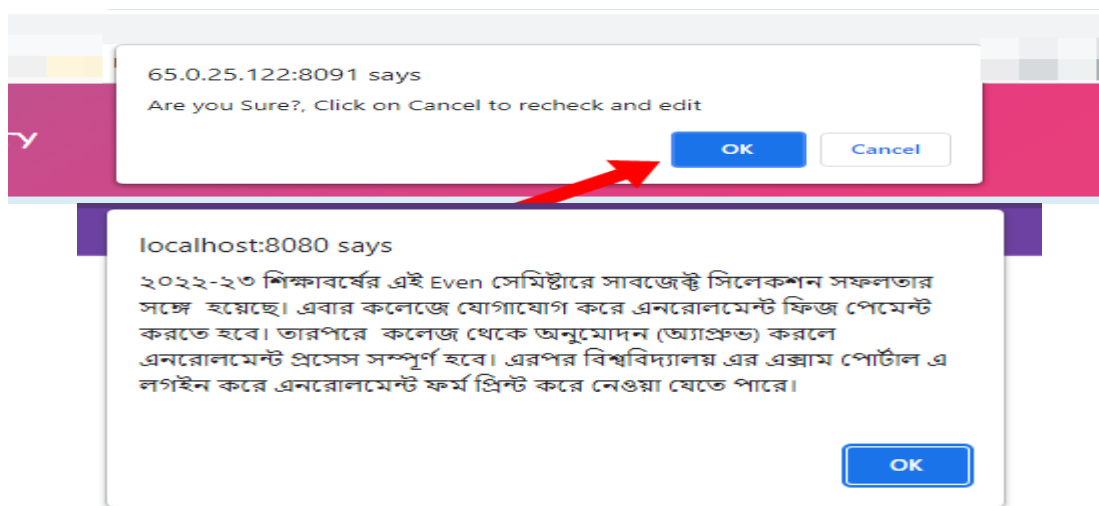 65.0.25.122:8091 says
Are you Sure?, Click on Cancel to recheck and edit
OK Cancel
localhost:8080 says
২০২২-২৩ শিক্ষাবর্ষের এই Even সেমিষ্টারে সাবজেক্ট সিলেকশন সফলতার
সঙ্গে হয়েছে। এবার কলেজে যোগাযোগ করে এনরোলমেন্ট ফিজ পেমেন্ট
করতে হবে। তারপরে কলেজ থেকে অনুমোদন (অ্যাপ্রুভ) করলে
এনরোলমেন্ট প্রসেস সম্পূর্ণ হবে। এরপর বিশ্ববিদ্যালয় এর এক্সাম পোর্টাল এ
লগইন করে এনরোলমেন্ট ফর্ম প্রিন্ট করে নেওয়া যেতে পারে।
OK